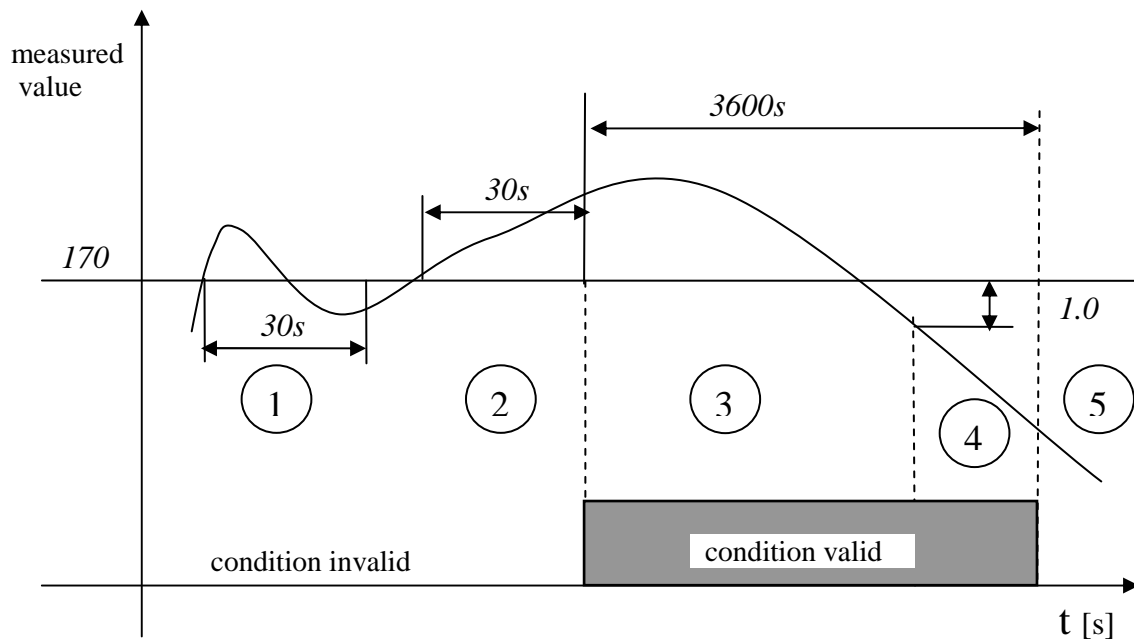 measured
value
3600s
30s
170
30s
1.0
1
2
3
4
5
condition invalid
condition valid
t [s]